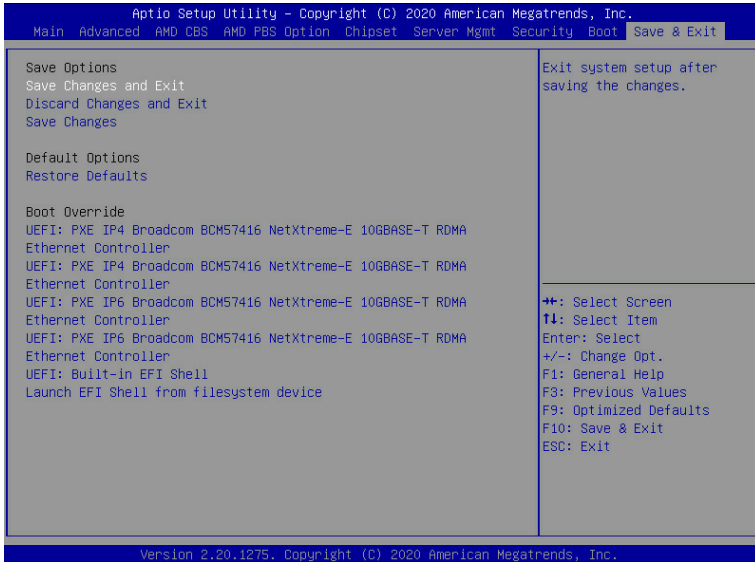 Aptio Setup Utility – Copyright (C) 2020 American Megatrends, Inc.
Main Advanced AMD CBS AMD PBS Option Chipset Server Mgmt Security Boot Save & Exit
Save Options
Save Changes and Exit
Discard Changes and Exit
Save Changes
Default Options
Restore Defaults
Boot Override
UEFI: PXE IP4 Broadcom BCM57416 NetXtreme-E 10GBASE-T RDMA
Ethernet Controller
UEFI: PXE IP4 Broadcom BCM57416 NetXtreme-E 10GBASE-T RDMA
Ethernet Controller
UEFI: PXE IP6 Broadcom BCM57416 NetXtreme-E 10GBASE-T RDMA
Ethernet Controller
UEFI: PXE IP6 Broadcom BCM57416 NetXtreme-E 10GBASE-T RDMA
Ethernet Controller
UEFI: Built-in EFI Shell
Launch EFI Shell from filesystem device
Exit system setup after
saving the changes.
→←: Select Screen
↑↓: Select Item
Enter: Select
+/-: Change Opt.
F1: General Help
F3: Previous Values
F9: Optimized Defaults
F10: Save & Exit
ESC: Exit
Version 2.20.1275. Copyright (C) 2020 American Megatrends, Inc.